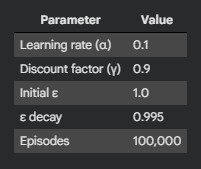 Parameter Value
Learning rate (α) 0.1
Discount factor (γ) 0.9
Initial ε 1.0
ε decay 0.995
Episodes 100,000